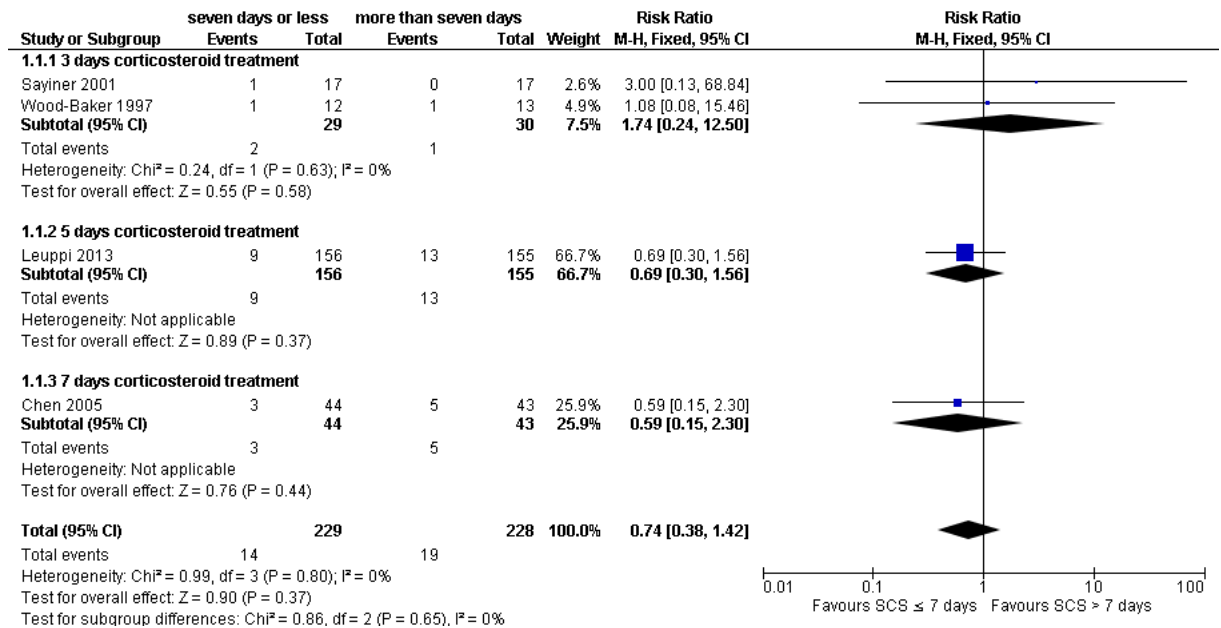 seven days or less more than seven days Risk Ratio Risk Ratio
Study or Subgroup Events Total Events Total Weight M-H, Fixed, 95% CI M-H, Fixed, 95% CI
1.1.1 3 days corticosteroid treatment
Sayiner 2001 1 17 0 17 2.6% 3.00 [0.13, 68.84]
Wood-Baker 1997 1 12 1 13 4.9% 1.08 [0.08, 15.46]
Subtotal (95% CI) 29 30 7.5% 1.74 [0.24, 12.50]
Total events 2 1
Heterogeneity: Chi² = 0.24, df = 1 (P = 0.63); I² = 0%
Test for overall effect: Z = 0.55 (P = 0.58)
1.1.2 5 days corticosteroid treatment
Leuppi 2013 9 156 13 155 66.7% 0.69 [0.30, 1.56]
Subtotal (95% CI) 156 155 66.7% 0.69 [0.30, 1.56]
Total events 9 13
Heterogeneity: Not applicable
Test for overall effect: Z = 0.89 (P = 0.37)
1.1.3 7 days corticosteroid treatment
Chen 2005 3 44 5 43 25.9% 0.59 [0.15, 2.30]
Subtotal (95% CI) 44 43 25.9% 0.59 [0.15, 2.30]
Total events 3 5
Heterogeneity: Not applicable
Test for overall effect: Z = 0.76 (P = 0.44)
Total (95% CI) 229 228 100.0% 0.74 [0.38, 1.42]
Total events 14 19
Heterogeneity: Chi² = 0.99, df = 3 (P = 0.80); I² = 0%
Test for overall effect: Z = 0.90 (P = 0.37)
Test for subgroup differences: Chi² = 0.86, df = 2 (P = 0.65), I² = 0%
0.01 0.1 1 10 100
Favours SCS ≤ 7 days Favours SCS > 7 days